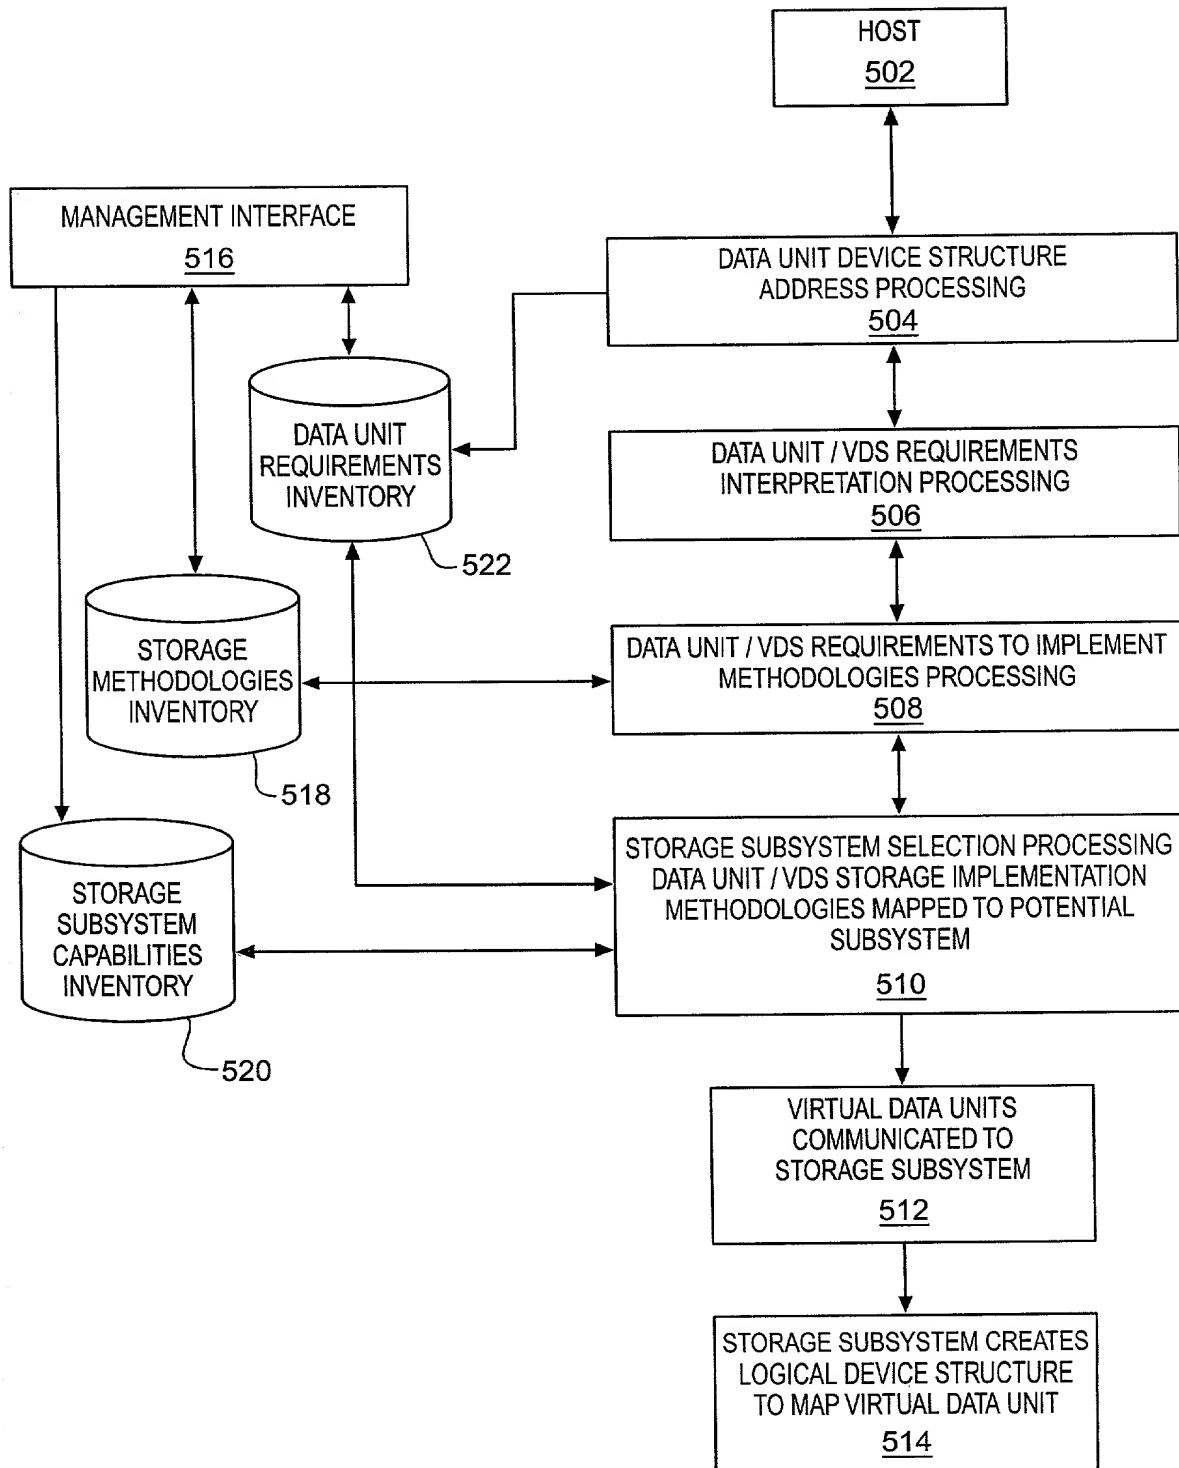 HOST
502
MANAGEMENT INTERFACE
516
DATA UNIT DEVICE STRUCTURE
ADDRESS PROCESSING
504
DATA UNIT
REQUIREMENTS
INVENTORY
522
DATA UNIT / VDS REQUIREMENTS
INTERPRETATION PROCESSING
506
STORAGE
METHODOLOGIES
INVENTORY
518
DATA UNIT / VDS REQUIREMENTS TO IMPLEMENT
METHODOLOGIES PROCESSING
508
STORAGE
SUBSYSTEM
CAPABILITIES
INVENTORY
520
STORAGE SUBSYSTEM SELECTION PROCESSING
DATA UNIT / VDS STORAGE IMPLEMENTATION
METHODOLOGIES MAPPED TO POTENTIAL
SUBSYSTEM
510
VIRTUAL DATA UNITS
COMMUNICATED TO
STORAGE SUBSYSTEM
512
STORAGE SUBSYSTEM CREATES
LOGICAL DEVICE STRUCTURE
TO MAP VIRTUAL DATA UNIT
514